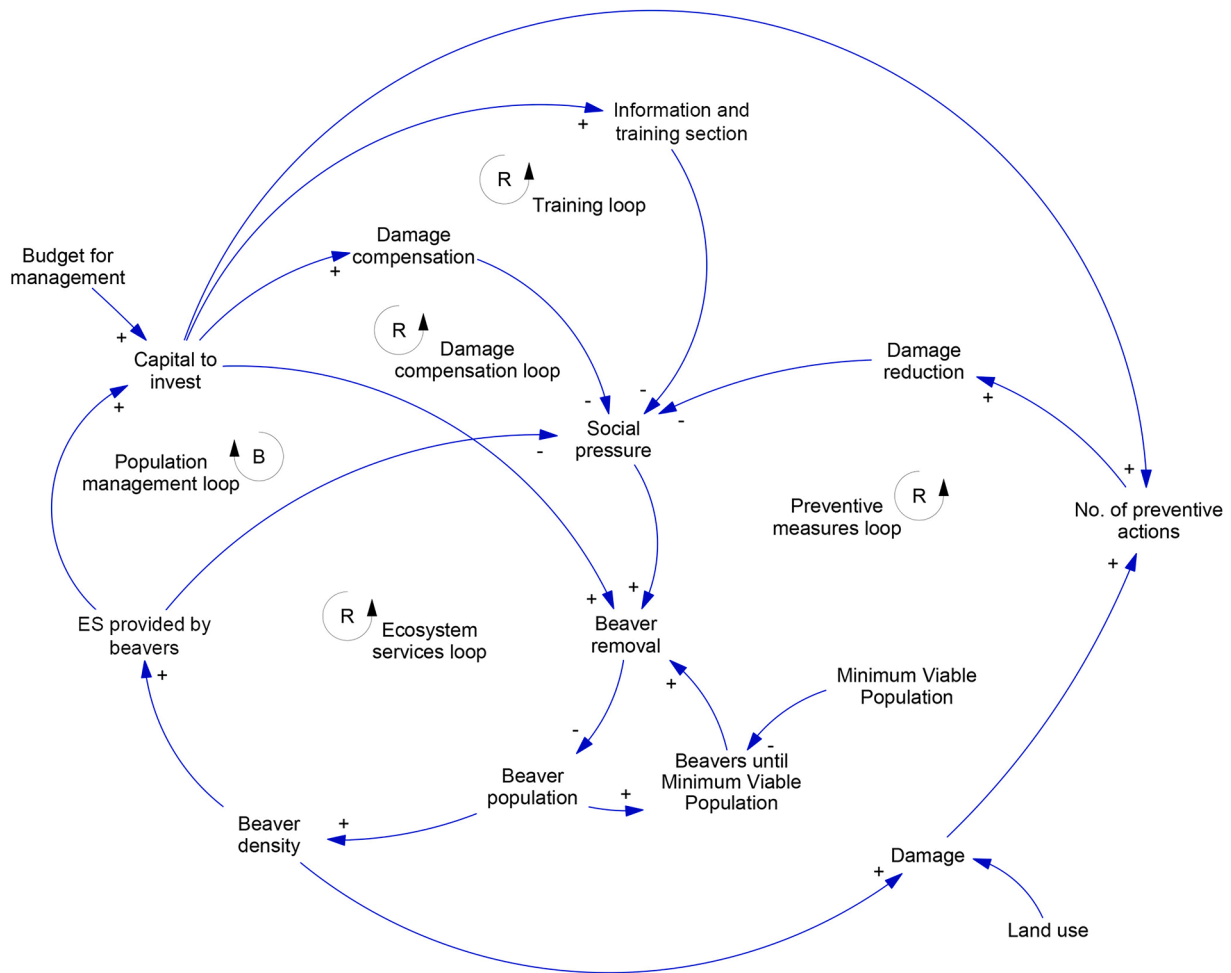 Information and
training section
+
R
Training loop
Damage
compensation
+
Budget for
management
+
Capital to
invest
+
R
Damage
compensation loop
Damage
reduction
+
-
-
-
Social
pressure
-
Population
management loop
B
R
Preventive
measures loop
+
No. of preventive
actions
+
ES provided by
beavers
+
R
Ecosystem
services loop
+
+
Beaver
removal
+
Minimum Viable
Population
-
-
Beavers until
Minimum Viable
Population
Beaver
population
+
+
Beaver
density
Damage
+
Land use